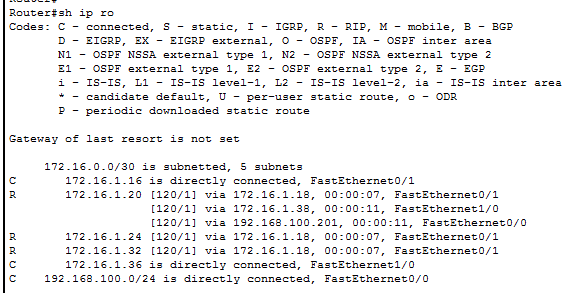 Router#sh ip ro
Codes: C - connected, S - static, I - IGRP, R - RIP, M - mobile, B - BGP
       D - EIGRP, EX - EIGRP external, O - OSPF, IA - OSPF inter area
       N1 - OSPF NSSA external type 1, N2 - OSPF NSSA external type 2
       E1 - OSPF external type 1, E2 - OSPF external type 2, E - EGP
       i - IS-IS, L1 - IS-IS level-1, L2 - IS-IS level-2, ia - IS-IS inter area
       * - candidate default, U - per-user static route, o - ODR
       P - periodic downloaded static route
Gateway of last resort is not set
     172.16.0.0/30 is subnetted, 5 subnets
C       172.16.1.16 is directly connected, FastEthernet0/1
R       172.16.1.20 [120/1] via 172.16.1.18, 00:00:07, FastEthernet0/1
                    [120/1] via 172.16.1.38, 00:00:11, FastEthernet1/0
                    [120/1] via 192.168.100.201, 00:00:11, FastEthernet0/0
R       172.16.1.24 [120/1] via 172.16.1.18, 00:00:07, FastEthernet0/1
R       172.16.1.32 [120/1] via 172.16.1.18, 00:00:07, FastEthernet0/1
C       172.16.1.36 is directly connected, FastEthernet1/0
C    192.168.100.0/24 is directly connected, FastEthernet0/0